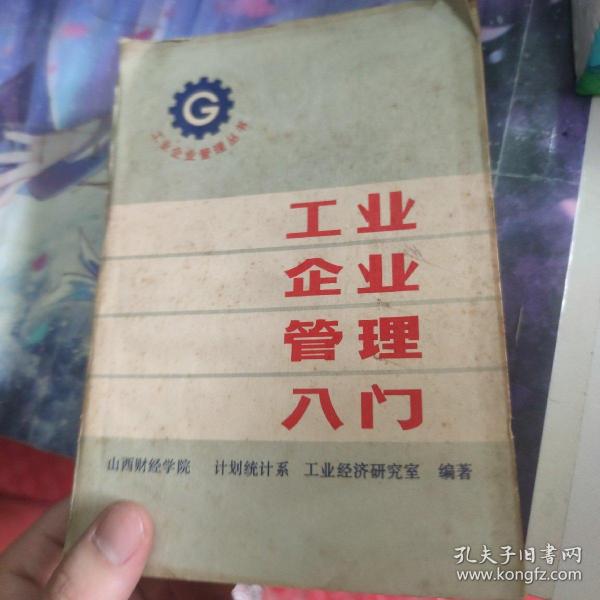 G
工业企业管理丛书
工业
企业
管理
入门
山西财经学院 计划统计系 工业经济研究室 编著
孔夫子旧书网
www.kongfz.com